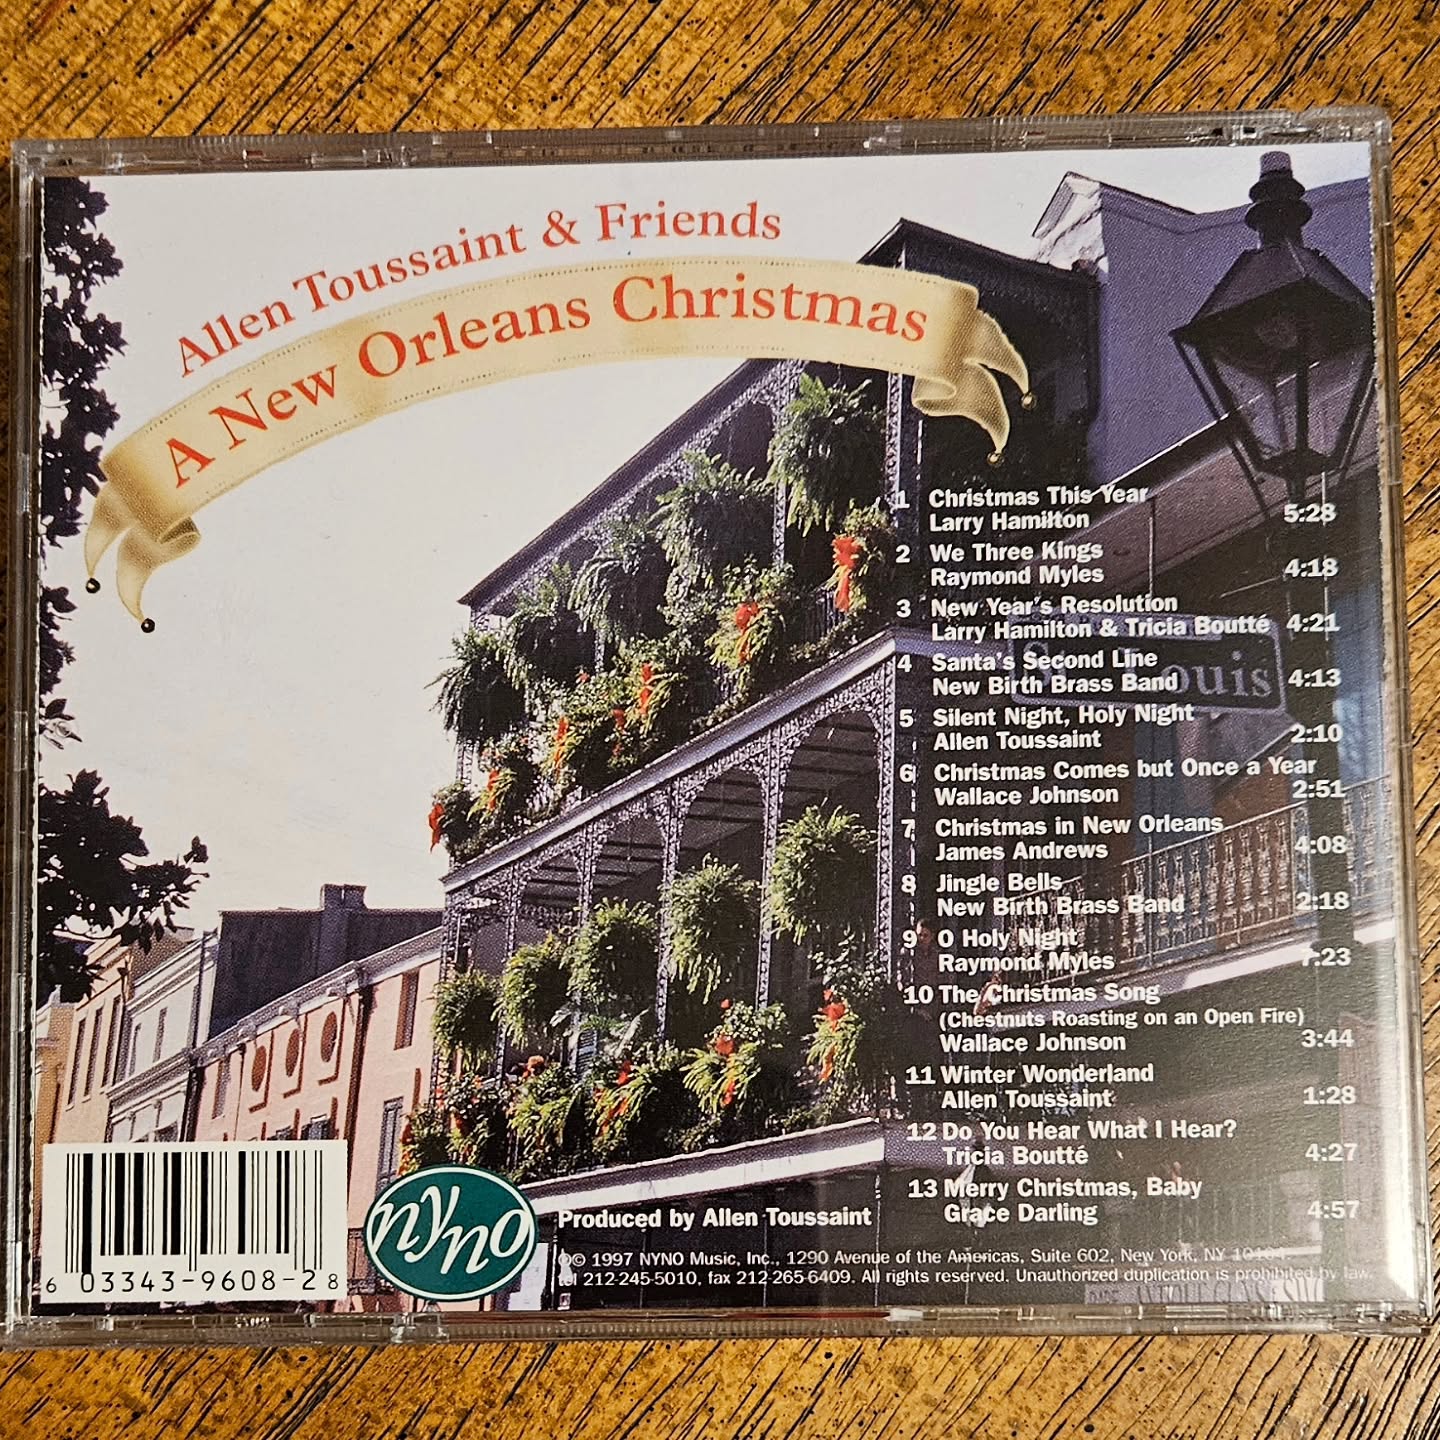 Allen Toussaint & Friends
A New Orleans Christmas
1 Christmas This Year
Larry Hamilton 5:28
2 We Three Kings
Raymond Myles 4:18
3 New Year's Resolution
Larry Hamilton & Tricia Boutté 4:21
4 Santa's Second Line
New Birth Brass Band 4:13
5 Silent Night, Holy Night
Allen Toussaint 2:10
6 Christmas Comes but Once a Year
Wallace Johnson 2:51
7 Christmas in New Orleans
James Andrews 4:08
8 Jingle Bells
New Birth Brass Band 2:18
9 O Holy Night
Raymond Myles
10 The Christmas Song
(Chestnuts Roasting on an Open Fire)
Wallace Johnson 3:44
11 Winter Wonderland
Allen Toussaint 1:28
12 Do You Hear What I Hear?
Tricia Boutté 4:27
13 Merry Christmas, Baby
Grace Darling 4:57
St. Louis
6 03343-9608-2 8
nyno
Produced by Allen Toussaint
℗© 1997 NYNO Music, Inc., 1290 Avenue of the Americas, Suite 602, New York, NY 10104
tel 212-245-5010, fax 212-265-6409. All rights reserved. Unauthorized duplication is prohibited by law.